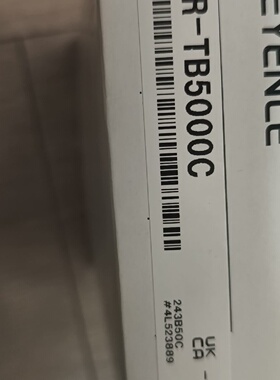 EYENCE
R-TB5000C
243B50C
#4L523889
UK
CA